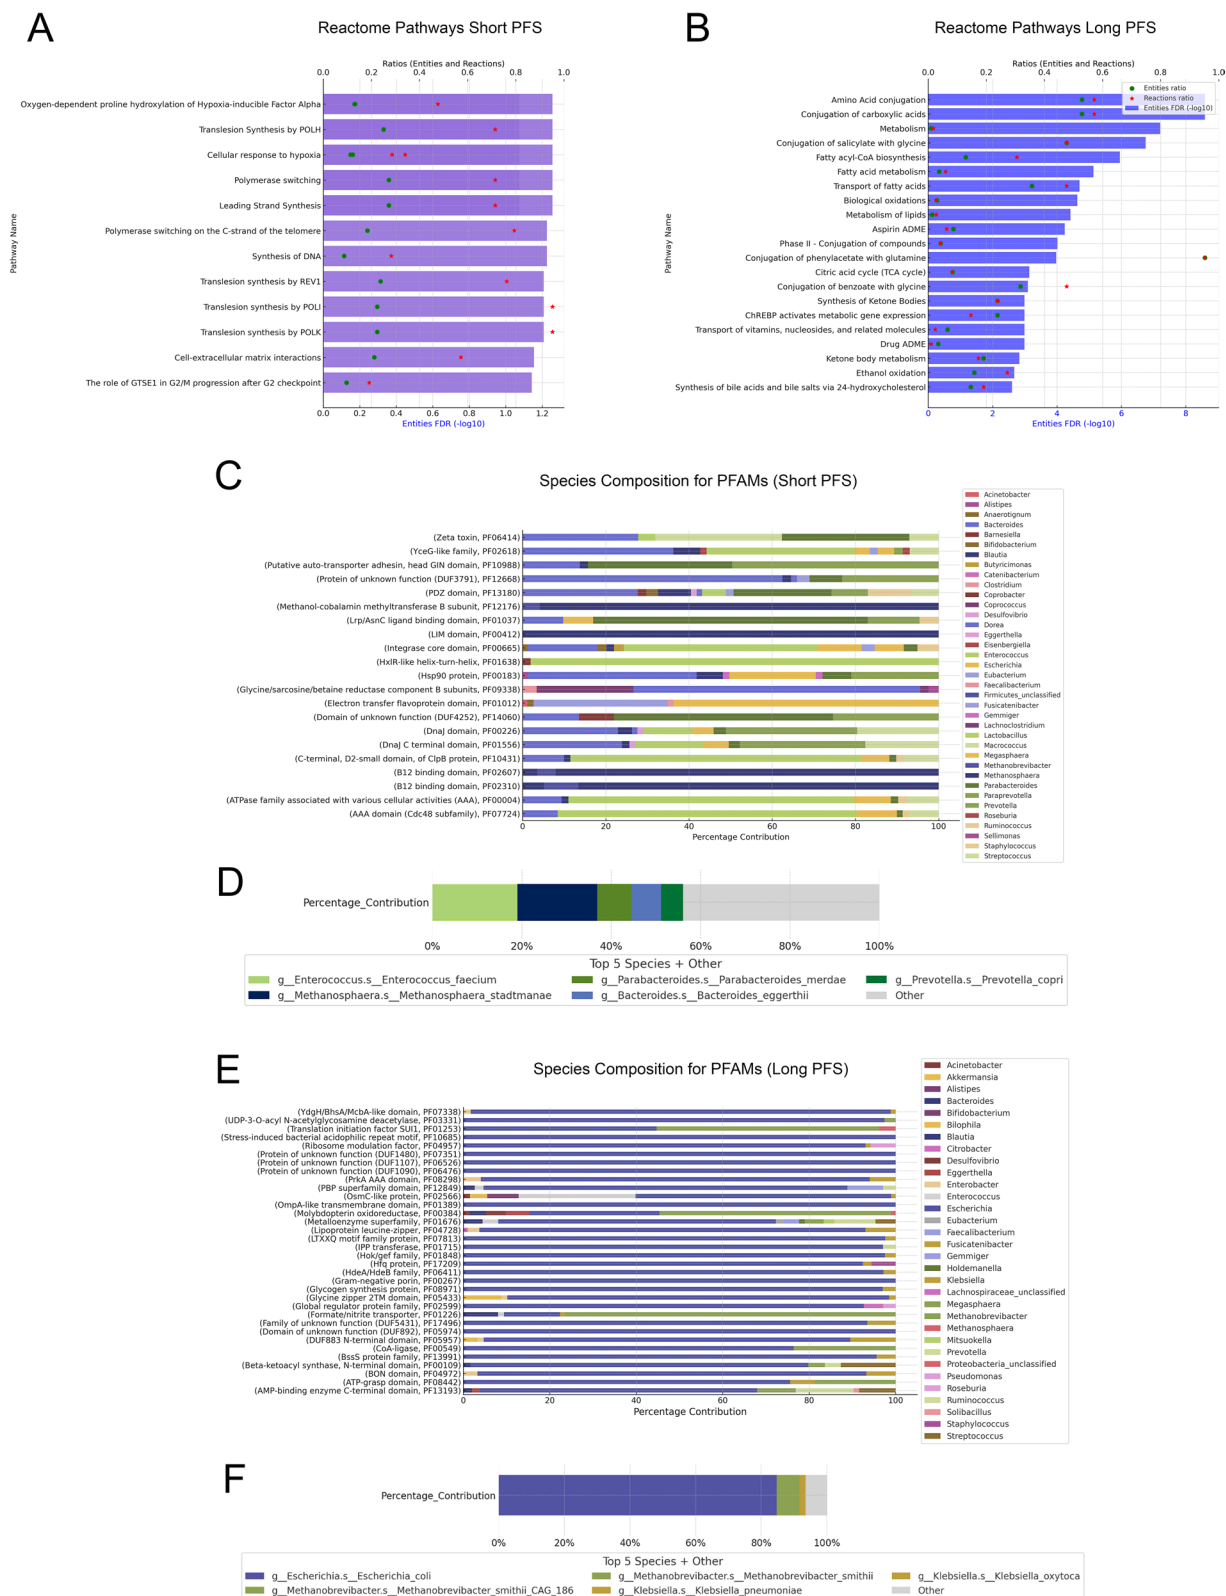 A
Reactome Pathways Short PFS
Ratios (Entities and Reactions)
0.0 0.2 0.4 0.6 0.8 1.0
Pathway Name
Oxygen-dependent proline hydroxylation of Hypoxia-inducible Factor Alpha
Translesion Synthesis by POLH
Cellular response to hypoxia
Polymerase switching
Leading Strand Synthesis
Polymerase switching on the C-strand of the telomere
Synthesis of DNA
Translesion synthesis by REV1
Translesion synthesis by POLI
Translesion synthesis by POLK
Cell-extracellular matrix interactions
The role of GTSE1 in G2/M progression after G2 checkpoint
0.0 0.2 0.4 0.6 0.8 1.0 1.2
Entities FDR (-log10)
B
Reactome Pathways Long PFS
Ratios (Entities and Reactions)
0.0 0.2 0.4 0.6 0.8 1.0
Entities ratio
Reactions ratio
Entities FDR (-log10)
Pathway Name
Amino Acid conjugation
Conjugation of carboxylic acids
Metabolism
Conjugation of salicylate with glycine
Fatty acyl-CoA biosynthesis
Fatty acid metabolism
Transport of fatty acids
Biological oxidations
Metabolism of lipids
Aspirin ADME
Phase II - Conjugation of compounds
Conjugation of phenylacetate with glutamine
Citric acid cycle (TCA cycle)
Conjugation of benzoate with glycine
Synthesis of Ketone Bodies
ChREBP activates metabolic gene expression
Transport of vitamins, nucleosides, and related molecules
Drug ADME
Ketone body metabolism
Ethanol oxidation
Synthesis of bile acids and bile salts via 24-hydroxycholesterol
0 2 4 6 8
Entities FDR (-log10)
C
Species Composition for PFAMs (Short PFS)
(Zeta toxin, PF06414)
(YceG-like family, PF02618)
(Putative auto-transporter adhesin, head GIN domain, PF10988)
(Protein of unknown function (DUF3791), PF12668)
(PDZ domain, PF13180)
(Methanol-cobalamin methyltransferase B subunit, PF12176)
(Lrp/AsnC ligand binding domain, PF01037)
(LIM domain, PF00412)
(Integrase core domain, PF00665)
(HxlR-like helix-turn-helix, PF01638)
(Hsp90 protein, PF00183)
(Glycine/sarcosine/betaine reductase component B subunits, PF09338)
(Electron transfer flavoprotein domain, PF01012)
(Domain of unknown function (DUF4252), PF14060)
(DnaJ domain, PF00226)
(DnaJ C terminal domain, PF01556)
(C-terminal, D2-small domain, of ClpB protein, PF10431)
(B12 binding domain, PF02607)
(B12 binding domain, PF02310)
(ATPase family associated with various cellular activities (AAA), PF00004)
(AAA domain (Cdc48 subfamily), PF07724)
0 20 40 60 80 100
Percentage Contribution
Acinetobacter
Alistipes
Anaerotignum
Bacteroides
Barnesiella
Bifidobacterium
Blautia
Butyricimonas
Catenibacterium
Clostridium
Coprobacter
Coprococcus
Desulfovibrio
Dorea
Eggerthella
Eisenbergiella
Enterococcus
Escherichia
Eubacterium
Faecalibacterium
Firmicutes_unclassified
Fusicatenibacter
Gemmiger
Lachnoclostridium
Lactobacillus
Macrococcus
Megasphaera
Methanobrevibacter
Methanosphaera
Parabacteroides
Paraprevotella
Prevotella
Roseburia
Ruminococcus
Sellimonas
Staphylococcus
Streptococcus
D
Percentage_Contribution
0% 20% 40% 60% 80% 100%
Top 5 Species + Other
g__Enterococcus.s__Enterococcus_faecium g__Parabacteroides.s__Parabacteroides_merdae g__Prevotella.s__Prevotella_copri
g__Methanosphaera.s__Methanosphaera_stadtmanae g__Bacteroides.s__Bacteroides_eggerthii Other
E
Species Composition for PFAMs (Long PFS)
(YdgH/BhsA/McbA-like domain, PF07338)
(UDP-3-O-acyl N-acetylglycosamine deacetylase, PF03331)
(Translation initiation factor SUI1, PF01253)
(Stress-induced bacterial acidophilic repeat motif, PF10685)
(Ribosome modulation factor, PF04957)
(Protein of unknown function (DUF1480), PF07351)
(Protein of unknown function (DUF1107), PF06526)
(Protein of unknown function (DUF1090), PF06476)
(PrkA AAA domain, PF08298)
(PBP superfamily domain, PF12849)
(OsmC-like protein, PF02566)
(OmpA-like transmembrane domain, PF01389)
(Molybdopterin oxidoreductase, PF00384)
(Metalloenzyme superfamily, PF01676)
(Lipoprotein leucine-zipper, PF04728)
(LTXXQ motif family protein, PF07813)
(IPP transferase, PF01715)
(Hok/gef family, PF01848)
(Hfq protein, PF17209)
(HdeA/HdeB family, PF06411)
(Gram-negative porin, PF00267)
(Glycogen synthesis protein, PF08971)
(Glycine zipper 2TM domain, PF05433)
(Global regulator protein family, PF02599)
(Formate/nitrite transporter, PF01226)
(Family of unknown function (DUF5431), PF17496)
(Domain of unknown function (DUF892), PF05974)
(DUF883 N-terminal domain, PF05957)
(CoA-ligase, PF00549)
(BssS protein family, PF13991)
(Beta-ketoacyl synthase, N-terminal domain, PF00109)
(BON domain, PF04972)
(ATP-grasp domain, PF08442)
(AMP-binding enzyme C-terminal domain, PF13193)
0 20 40 60 80 100
Percentage Contribution
Acinetobacter
Akkermansia
Alistipes
Bacteroides
Bifidobacterium
Bilophila
Blautia
Citrobacter
Desulfovibrio
Eggerthella
Enterobacter
Enterococcus
Escherichia
Eubacterium
Faecalibacterium
Fusicatenibacter
Gemmiger
Holdemanella
Klebsiella
Lachnospiraceae_unclassified
Megasphaera
Methanobrevibacter
Methanosphaera
Mitsuokella
Prevotella
Proteobacteria_unclassified
Pseudomonas
Roseburia
Ruminococcus
Solibacillus
Staphylococcus
Streptococcus
F
Percentage_Contribution
0% 20% 40% 60% 80% 100%
Top 5 Species + Other
g__Escherichia.s__Escherichia_coli g__Methanobrevibacter.s__Methanobrevibacter_smithii g__Klebsiella.s__Klebsiella_oxytoca
g__Methanobrevibacter.s__Methanobrevibacter_smithii_CAG_186 g__Klebsiella.s__Klebsiella_pneumoniae Other